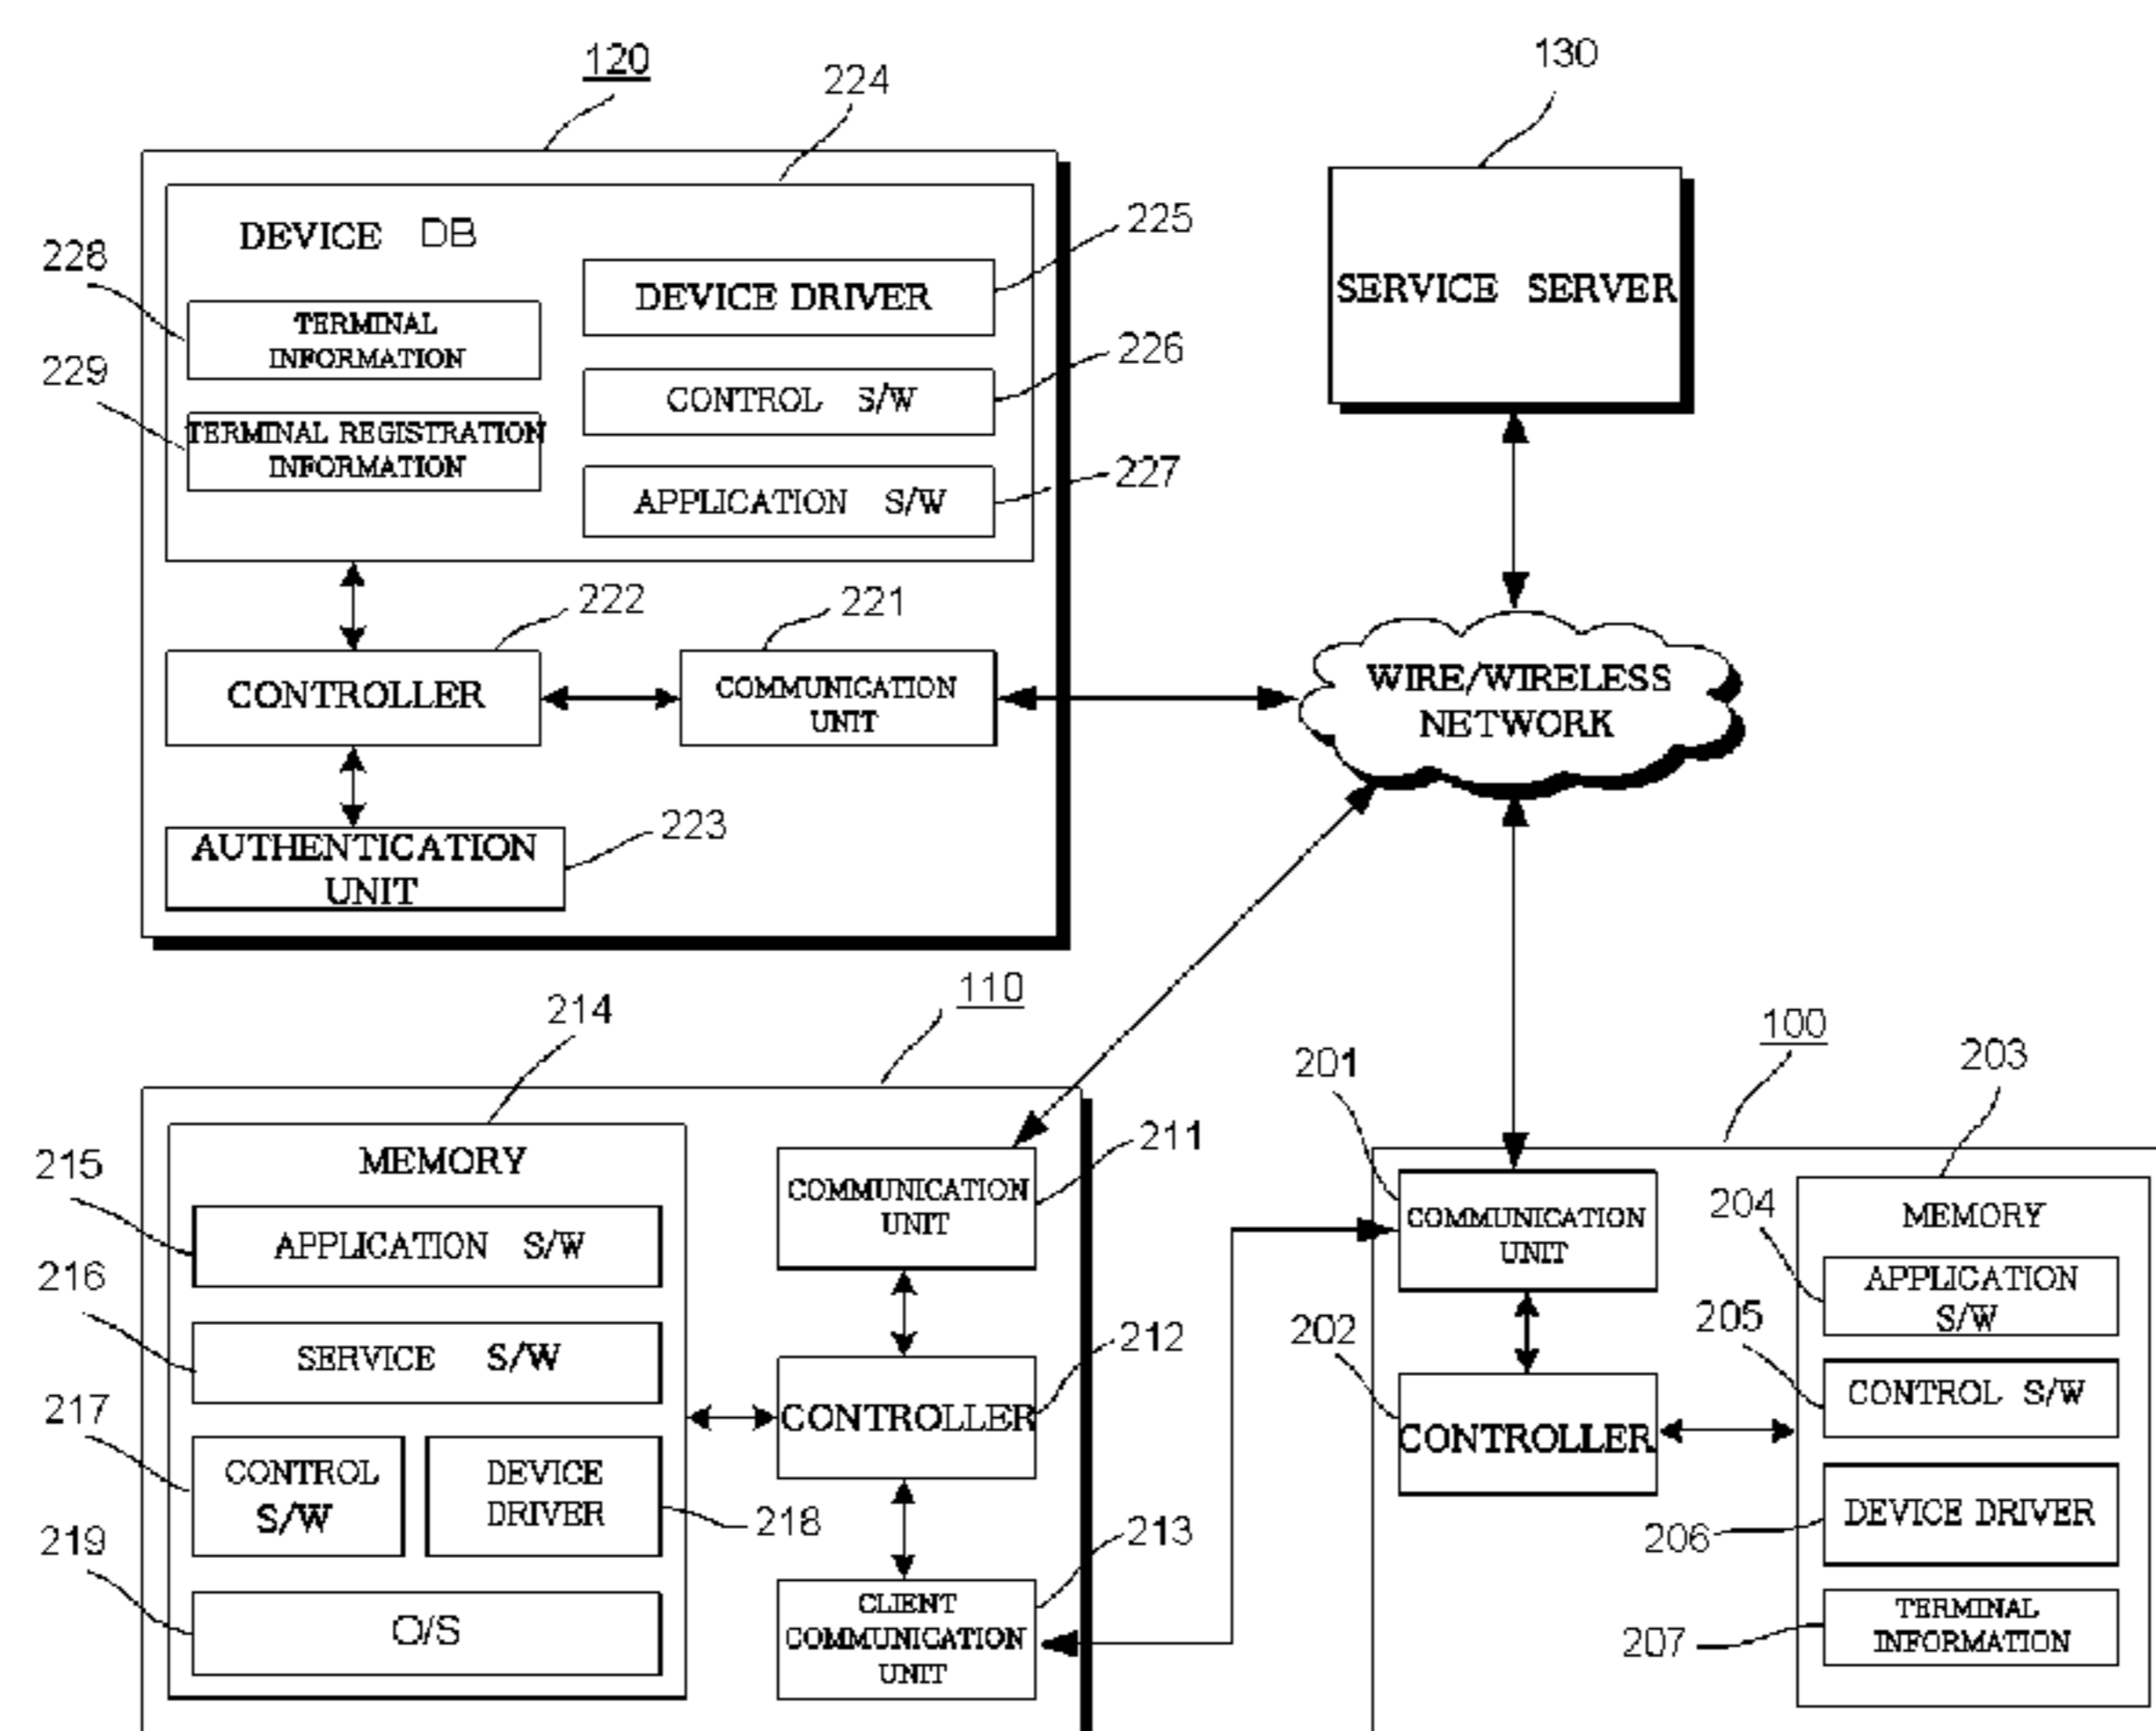 120
224
130
DEVICE DB
225
228
DEVICE DRIVER
SERVICE SERVER
TERMINAL
INFORMATION
226
229
CONTROL S/W
TERMINAL REGISTRATION
INFORMATION
227
APPLICATION S/W
222
221
CONTROLLER
COMMUNICATION
UNIT
WIRE/WIRELESS
NETWORK
223
AUTHENTICATION
UNIT
214
110
100
201
203
MEMORY
211
215
COMMUNICATION
UNIT
COMMUNICATION
UNIT
204
MEMORY
APPLICATION S/W
APPLICATION
S/W
216
205
202
212
SERVICE S/W
CONTROL S/W
217
CONTROLLER
CONTROLLER
CONTROL
S/W
DEVICE
DRIVER
218
DEVICE DRIVER
206
219
213
CLIENT
COMMUNICATION
UNIT
O/S
TERMINAL
INFORMATION
207